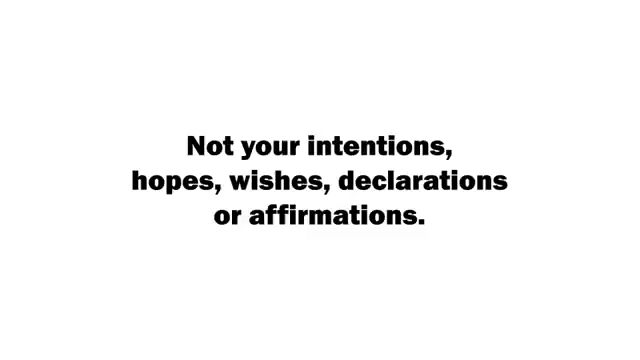 Not your intentions,
hopes, wishes, declarations
or affirmations.